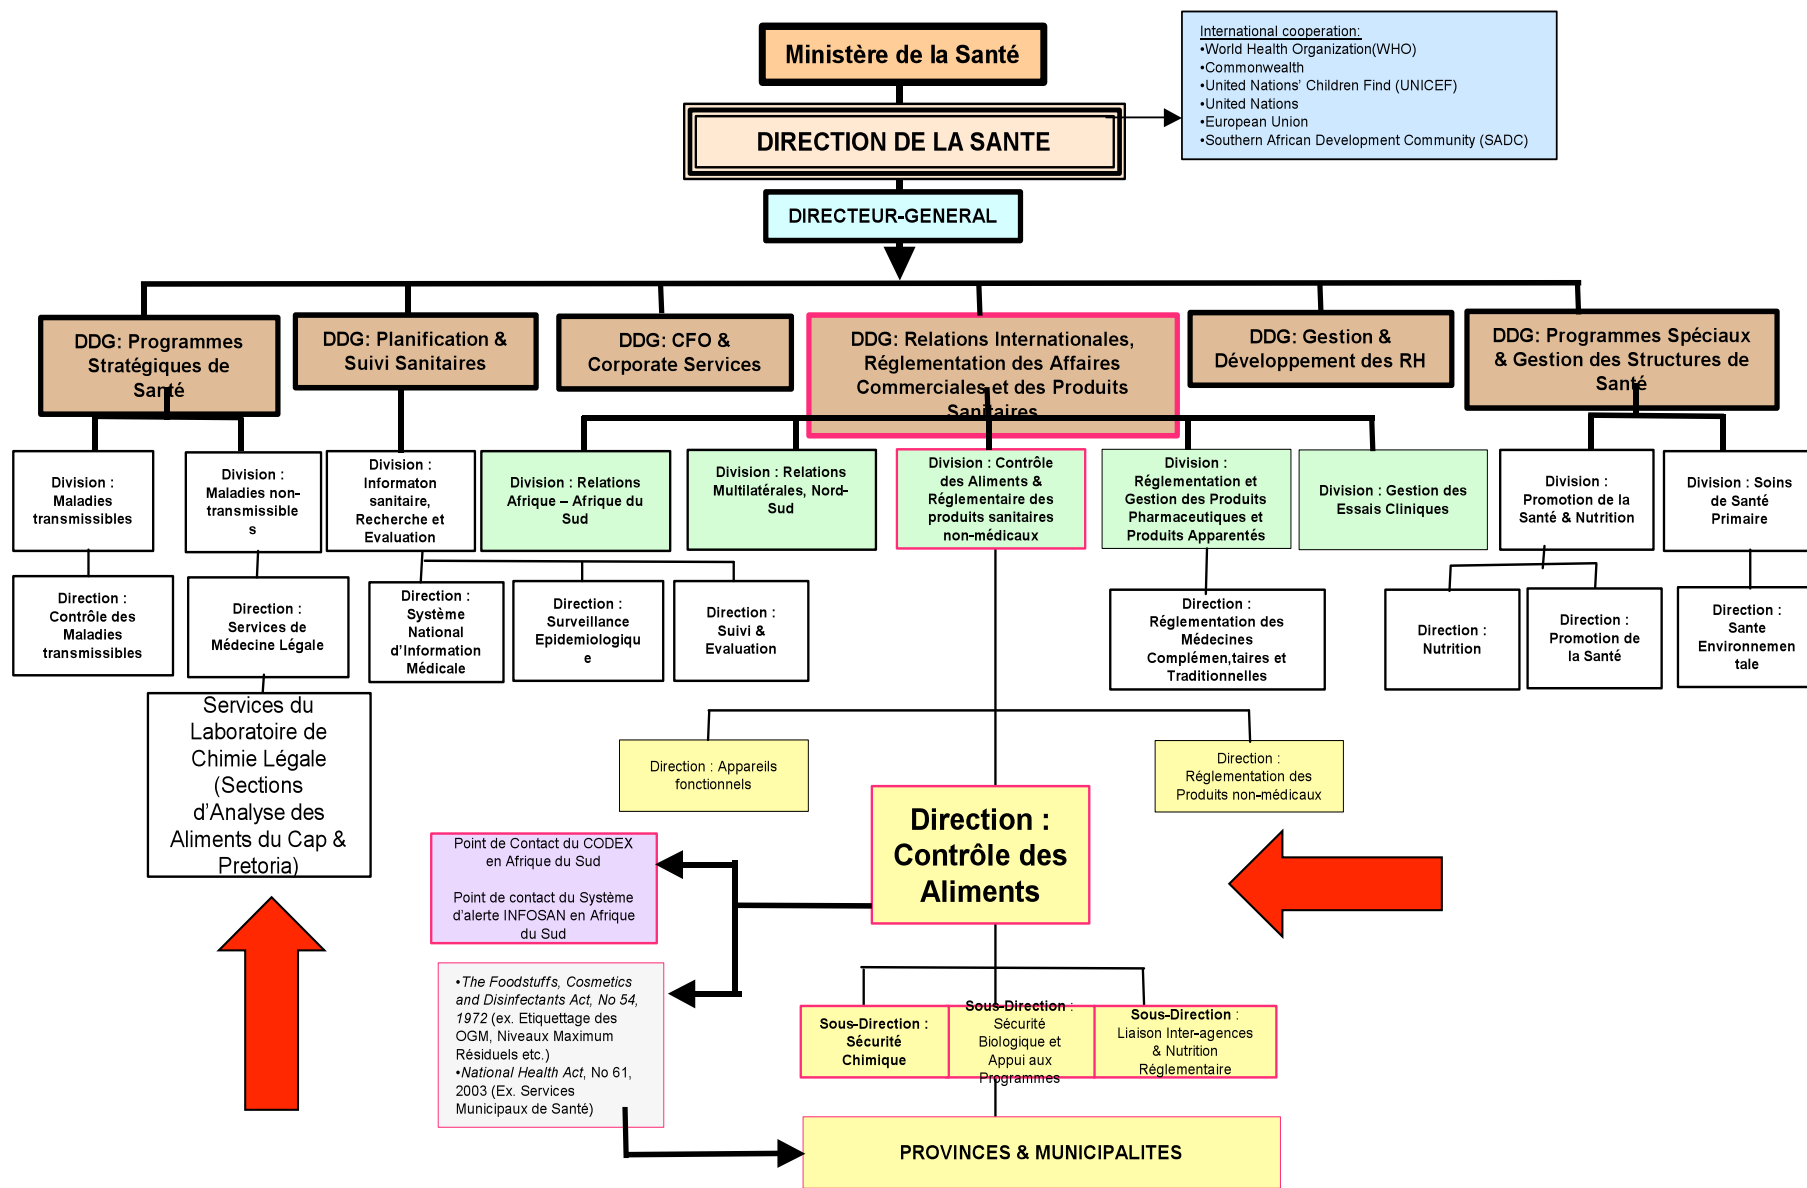 Ministère de la Santé
International cooperation:
•World Health Organization(WHO)
•Commonwealth
•United Nations' Children Find (UNICEF)
•United Nations
•European Union
•Southern African Development Community (SADC)
DIRECTION DE LA SANTE
DIRECTEUR-GENERAL
DDG: Programmes
Stratégiques de
Santé
DDG: Planification &
Suivi Sanitaires
DDG: CFO &
Corporate Services
DDG: Relations Internationales,
Réglementation des Affaires
Commerciales et des Produits
Sanitaires
DDG: Gestion &
Développement des RH
DDG: Programmes Spéciaux
& Gestion des Structures de
Santé
Division :
Maladies
transmissibles
Division :
Maladies non-
transmissible
s
Division :
Informaton
sanitaire,
Recherche et
Evaluation
Division : Relations
Afrique – Afrique du
Sud
Division : Relations
Multilatérales, Nord-
Sud
Division : Contrôle
des Aliments &
Réglementaire des
produits sanitaires
non-médicaux
Division :
Réglementation et
Gestion des Produits
Pharmaceutiques et
Produits Apparentés
Division : Gestion des
Essais Cliniques
Division :
Promotion de la
Santé & Nutrition
Division : Soins
de Santé
Primaire
Direction :
Contrôle des
Maladies
transmissibles
Direction :
Services de
Médecine Légale
Direction :
Système
National
d'Information
Médicale
Direction :
Surveillance
Epidemiologiqu
e
Direction :
Suivi &
Evaluation
Direction :
Réglementation des
Médecines
Complémen,taires et
Traditionnelles
Direction :
Nutrition
Direction :
Promotion de
la Santé
Direction :
Sante
Environnemen
tale
Services du
Laboratoire de
Chimie Légale
(Sections
d'Analyse des
Aliments du Cap &
Pretoria)
Direction : Appareils
fonctionnels
Direction :
Réglementation des
Produits non-médicaux
Direction :
Contrôle des
Aliments
Point de Contact du CODEX
en Afrique du Sud
Point de contact du Système
d'alerte INFOSAN en Afrique
du Sud
•The Foodstuffs, Cosmetics
and Disinfectants Act, No 54,
1972 (ex. Etiquettage des
OGM, Niveaux Maximum
Résiduels etc.)
•National Health Act, No 61,
2003 (Ex. Services
Municipaux de Santé)
Sous-Direction :
Sécurité
Chimique
Sous-Direction :
Sécurité
Biologique et
Appui aux
Programmes
Sous-Direction :
Liaison Inter-agences
& Nutrition
Réglementaire
PROVINCES & MUNICIPALITES